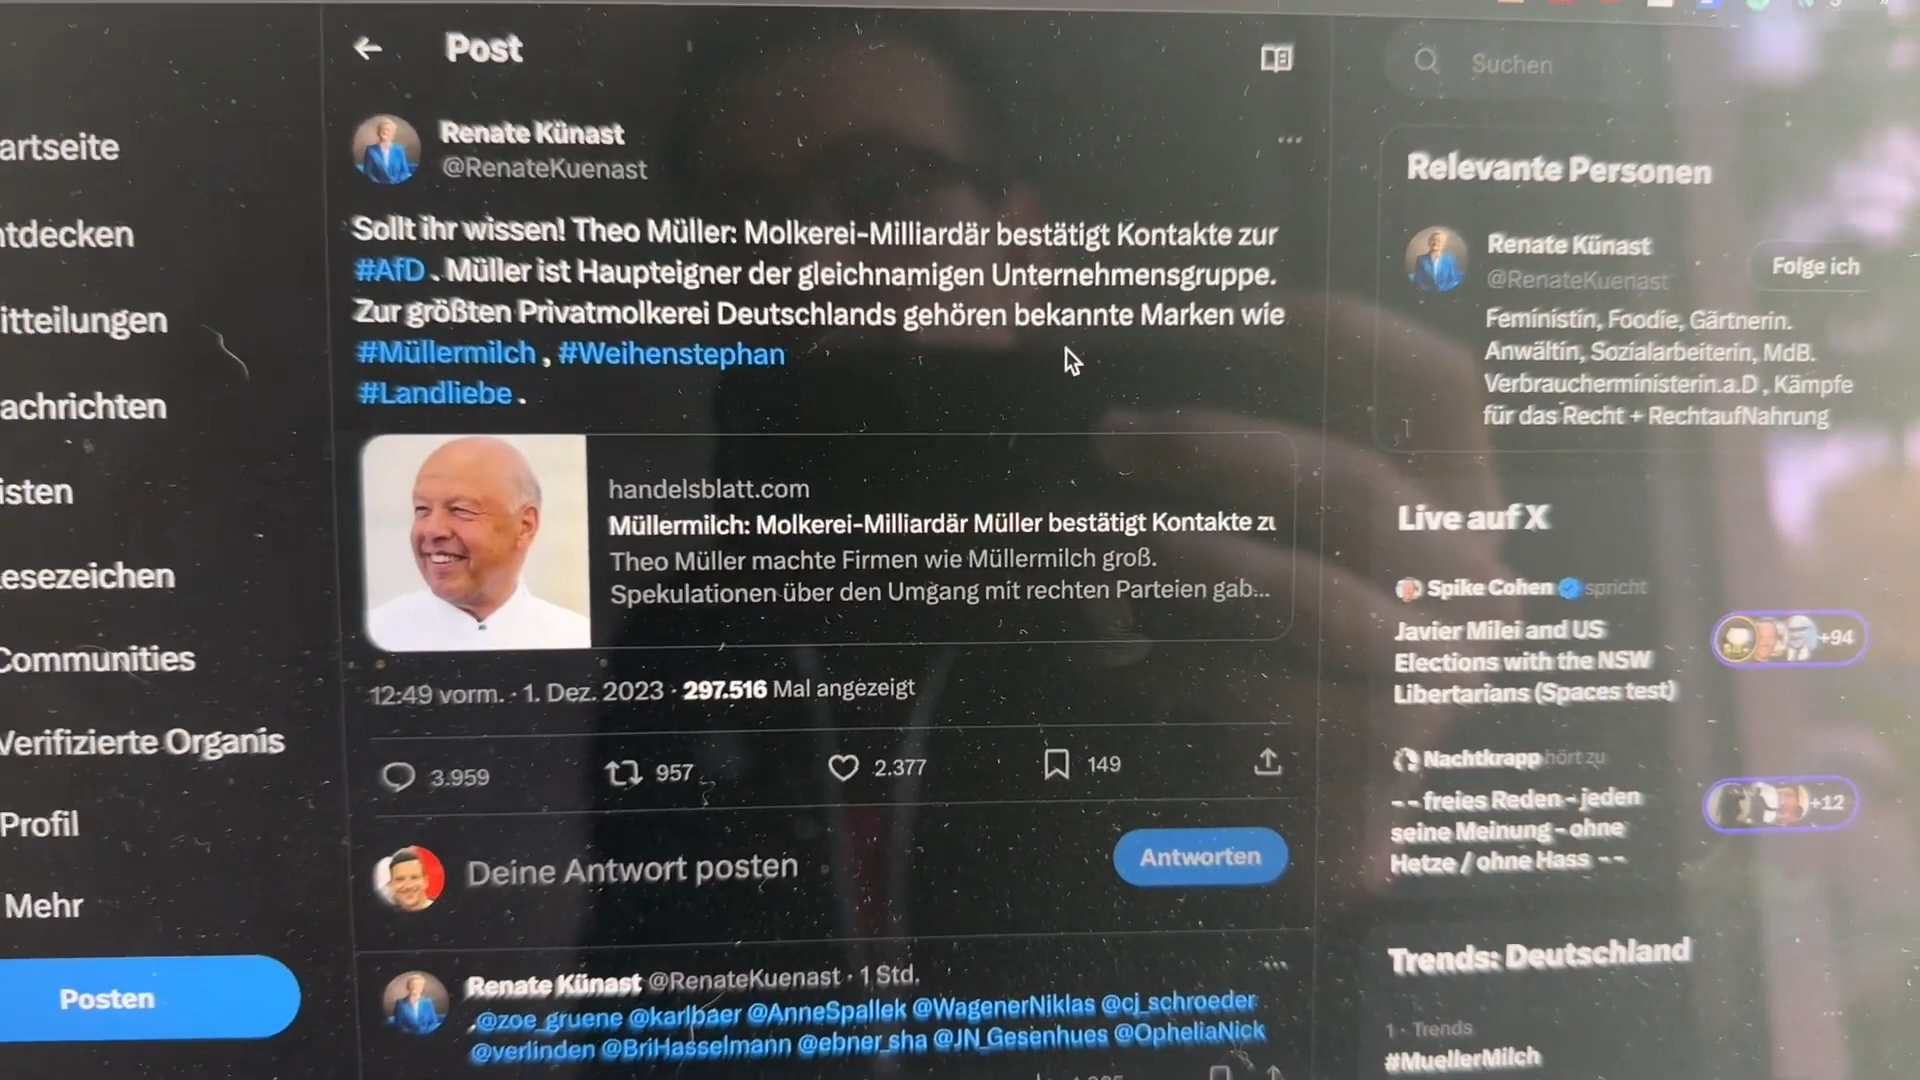 Post
Suchen
artseite
ntdecken
itteilungen
achrichten
isten
esezeichen
Communities
Verifizierte Organis
Profil
Mehr
Posten
Renate Künast
@RenateKuenast
Sollt ihr wissen! Theo Müller: Molkerei-Milliardär bestätigt Kontakte zur
#AfD . Müller ist Haupteigner der gleichnamigen Unternehmensgruppe.
Zur größten Privatmolkerei Deutschlands gehören bekannte Marken wie
#Müllermilch , #Weihenstephan
#Landliebe .
handelsblatt.com
Müllermilch: Molkerei-Milliardär Müller bestätigt Kontakte zu
Theo Müller machte Firmen wie Müllermilch groß.
Spekulationen über den Umgang mit rechten Parteien gab...
12:49 vorm. · 1. Dez. 2023 · 297.516 Mal angezeigt
3.959 957 2.377 149
Deine Antwort posten
Antworten
Renate Künast @RenateKuenast · 1 Std.
@zoe_gruene @karlbaer @AnneSpallek @WagenerNiklas @cj_schroeder
@verlinden @BriHasselmann @ebner_sha @JN_Gesenhues @OpheliaNick
Relevante Personen
Renate Künast
@RenateKuenast
Folge ich
Feministin, Foodie, Gärtnerin.
Anwältin, Sozialarbeiterin, MdB.
Verbraucherministerin.a.D , Kämpfe
für das Recht + RechtaufNahrung
Live auf X
Spike Cohen spricht
Javier Milei and US
Elections with the NSW
Libertarians (Spaces test)
+94
Nachtkrapp hört zu
-- freies Reden - jeden
seine Meinung - ohne
Hetze / ohne Hass --
+12
Trends: Deutschland
1 · Trends
#MuellerMilch